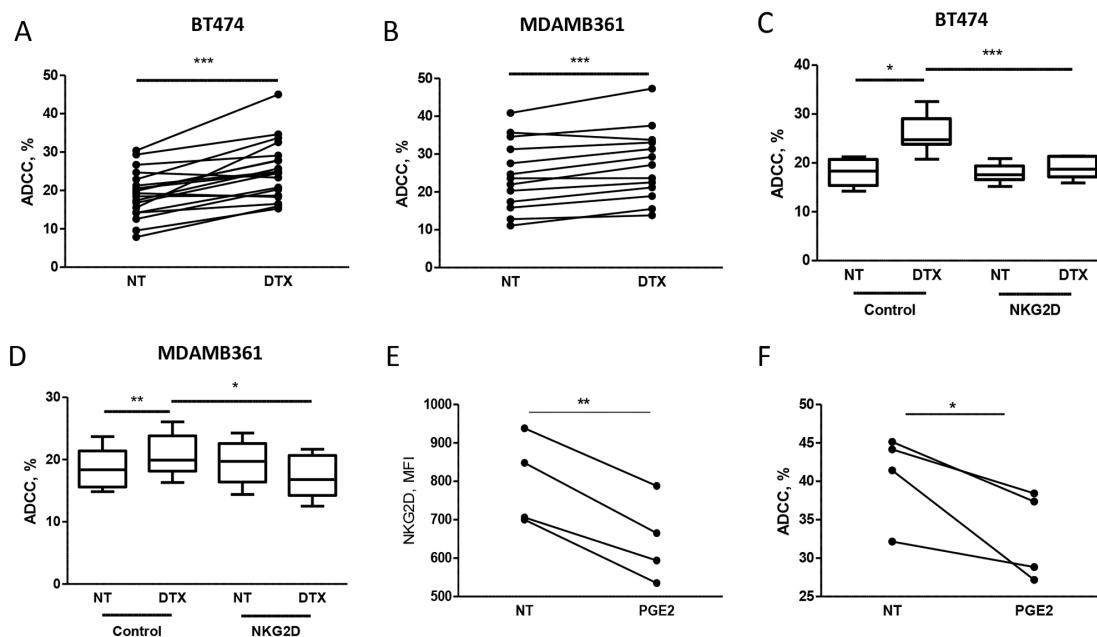 A
BT474
***
ADCC, %
50
40
30
20
10
0
NT
DTX
B
MDAMB361
***
ADCC, %
50
40
30
20
10
0
NT
DTX
C
BT474
*
***
ADCC, %
40
30
20
10
0
NT
DTX
NT
DTX
Control
NKG2D
D
MDAMB361
**
*
ADCC, %
30
20
10
0
NT
DTX
NT
DTX
Control
NKG2D
E
**
NKG2D, MFI
1000
900
800
700
600
500
NT
PGE2
F
*
ADCC, %
50
45
40
35
30
25
NT
PGE2